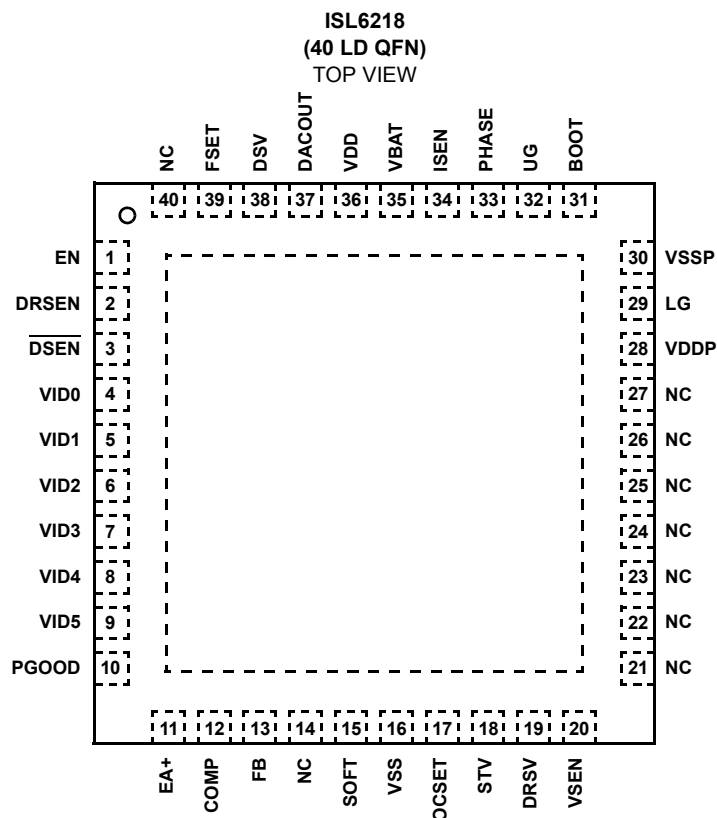 ISL6218
(40 LD QFN)
TOP VIEW
NC
FSET
DSV
DACOUT
VDD
VBAT
ISEN
PHASE
UG
BOOT
40 39 38 37 36 35 34 33 32 31
EN 1
DRSEN 2
DSEN 3
VID0 4
VID1 5
VID2 6
VID3 7
VID4 8
VID5 9
PGOOD 10
30 VSSP
29 LG
28 VDDP
27 NC
26 NC
25 NC
24 NC
23 NC
22 NC
21 NC
11 12 13 14 15 16 17 18 19 20
EA+
COMP
FB
NC
SOFT
VSS
OCSET
STV
DRSV
VSEN